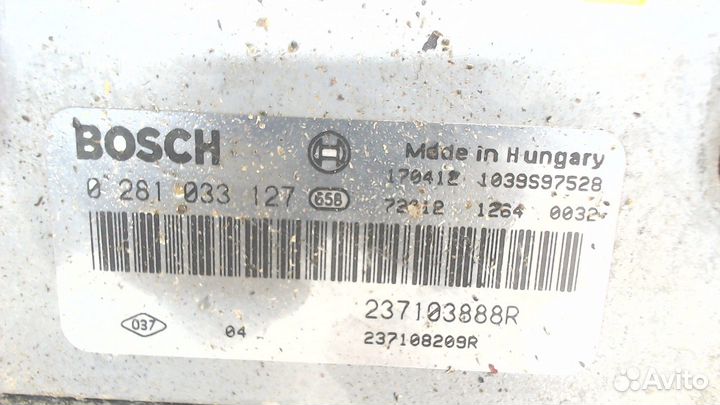 BOSCH
Made in Hungary
170412 1039S97528
0 281 033 127 658
1264 0032
237103888R
037 04
237108209R
Avito